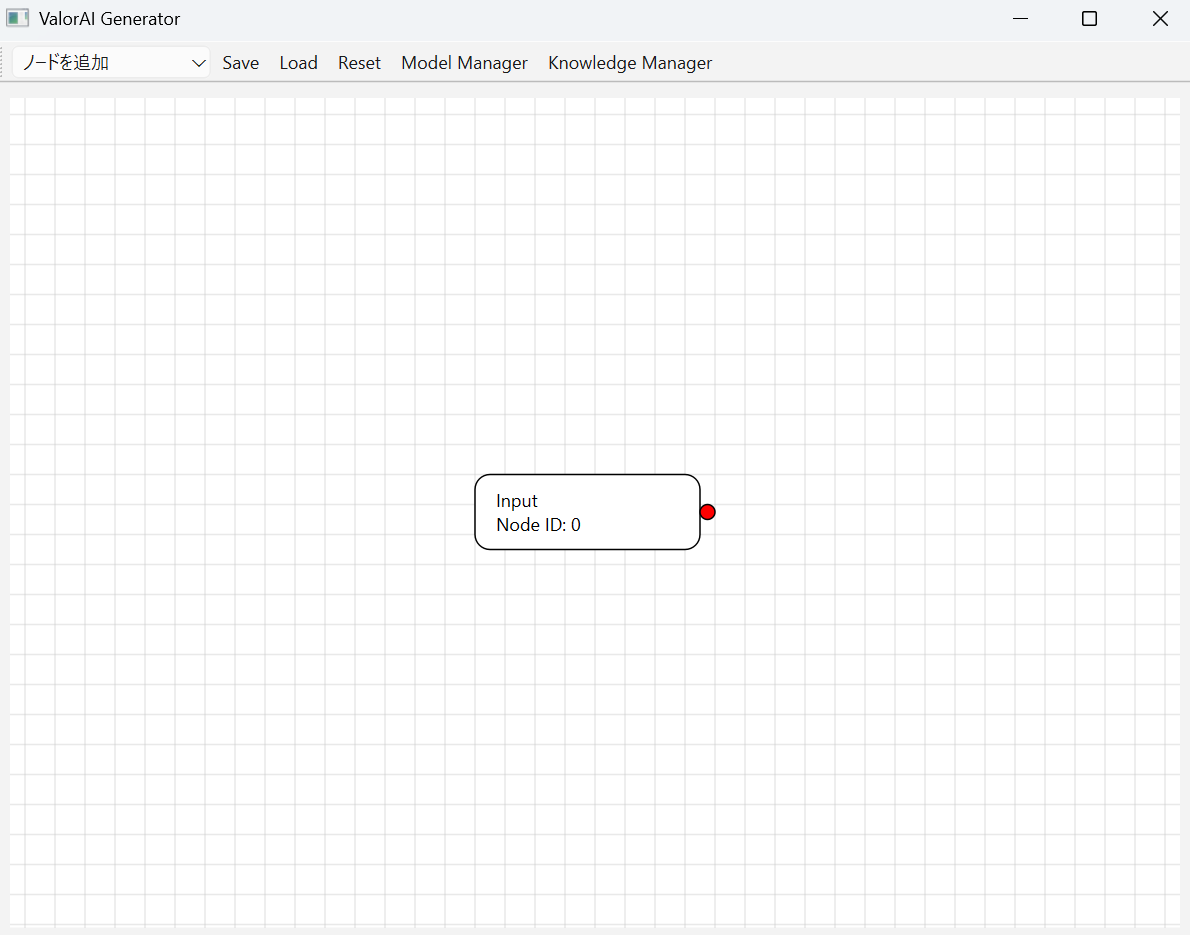 ValorAI Generator
ノードを追加 Save Load Reset Model Manager Knowledge Manager
Input
Node ID: 0